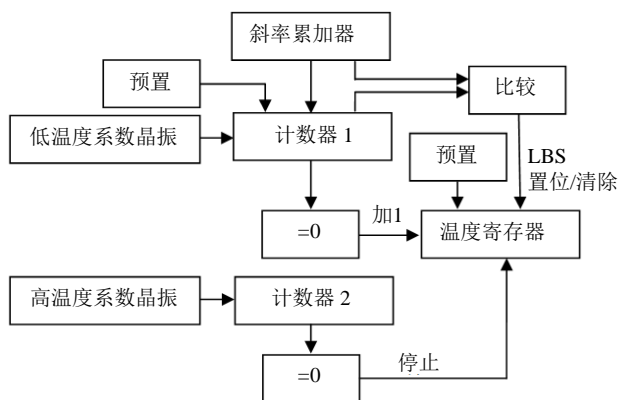 斜率累加器
预置
比较
低温度系数晶振
计数器 1
预置
LBS
置位/清除
=0
加1
温度寄存器
高温度系数晶振
计数器 2
=0
停止